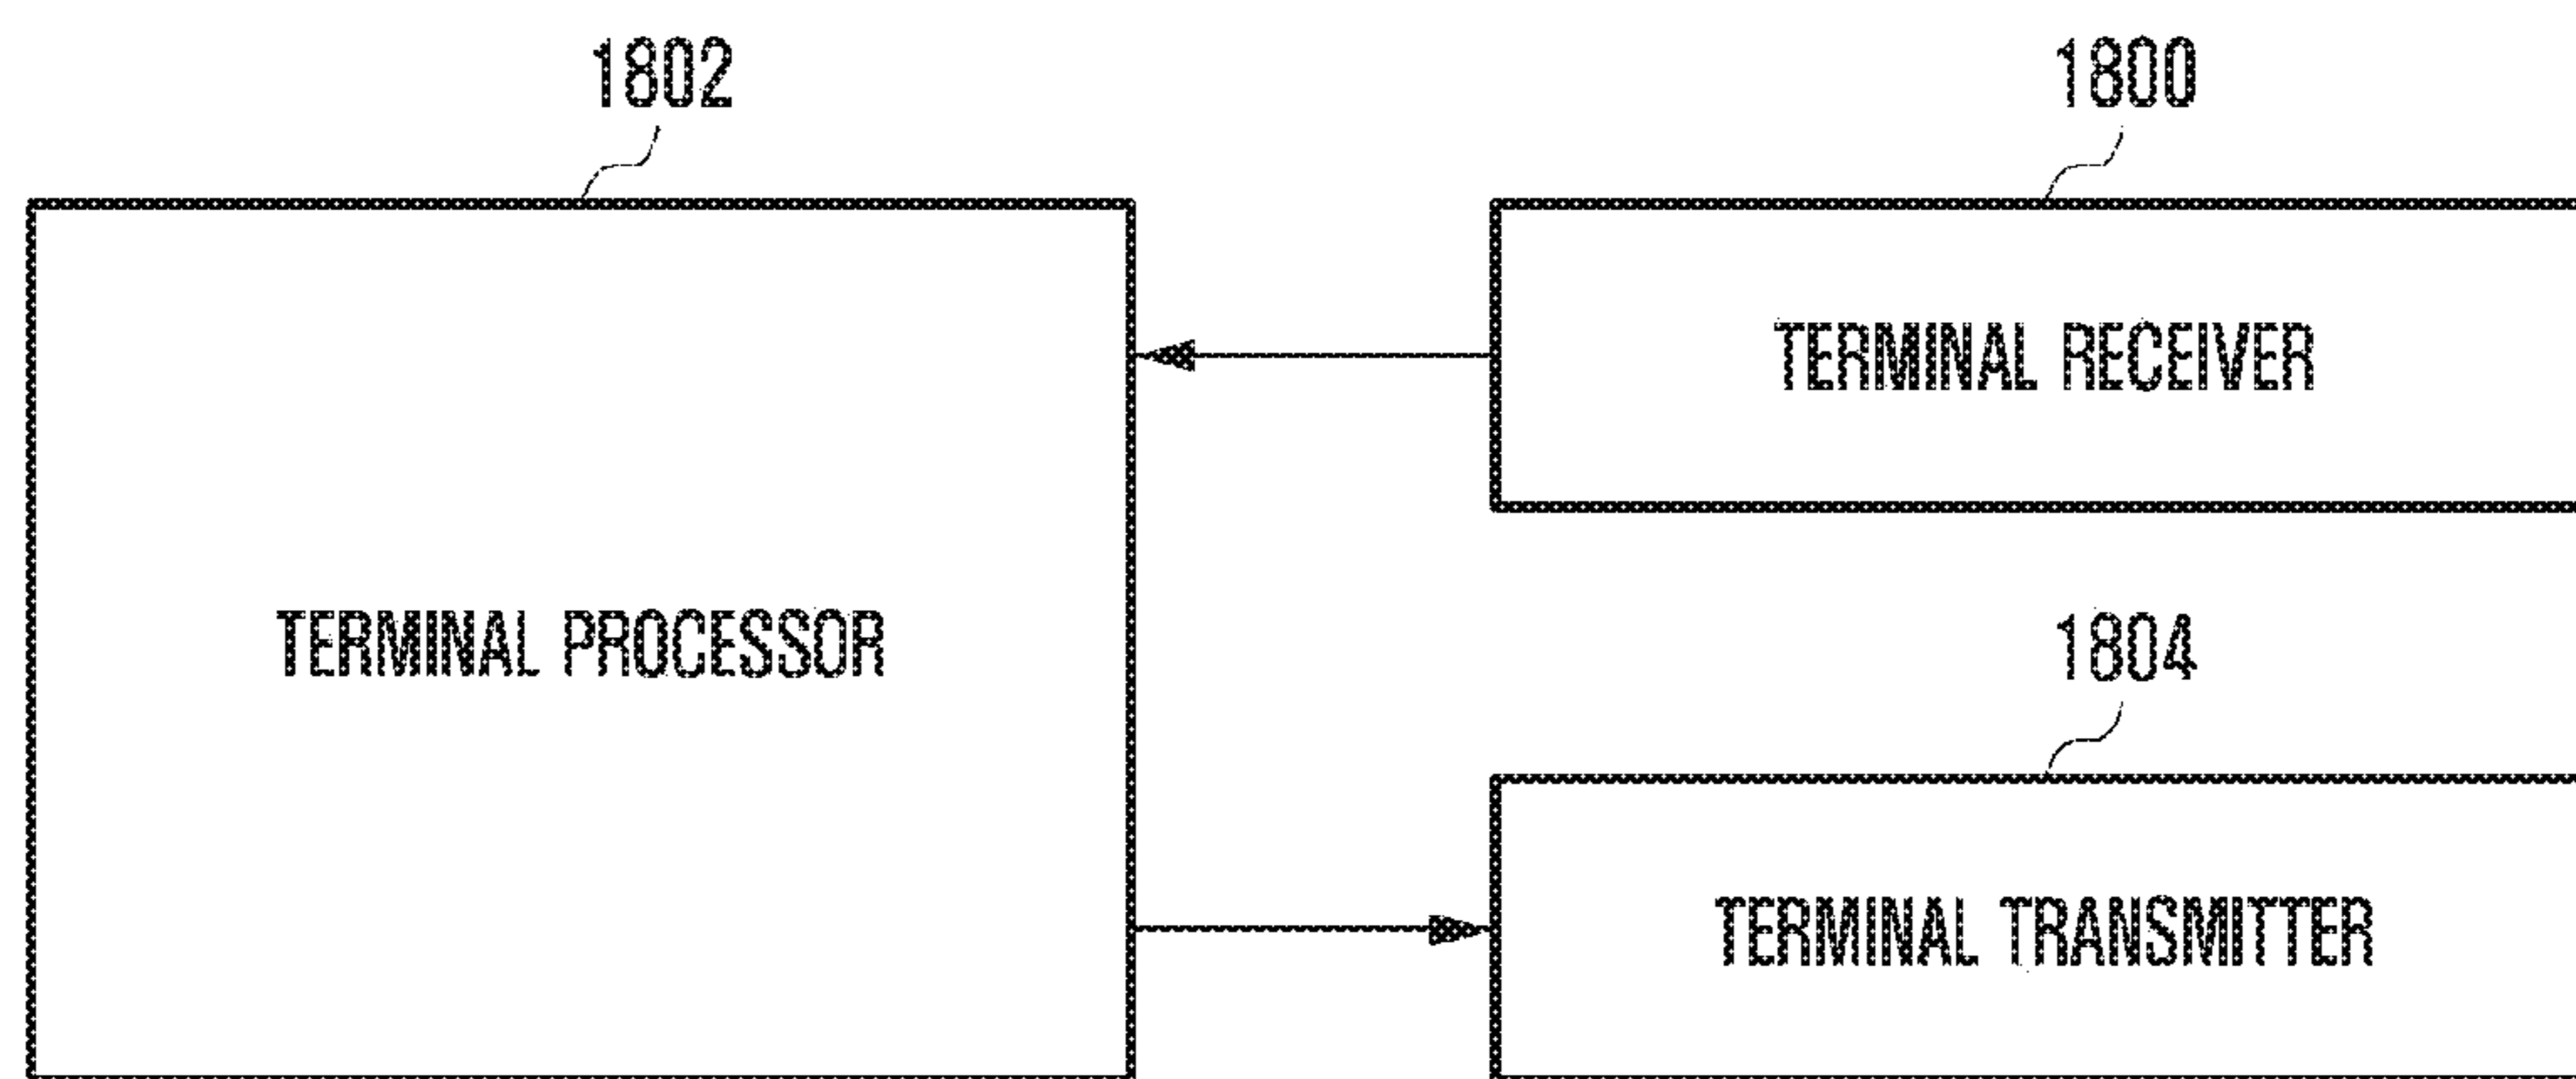 1802
1800
TERMINAL RECEIVER
TERMINAL PROCESSOR
1804
TERMINAL TRANSMITTER